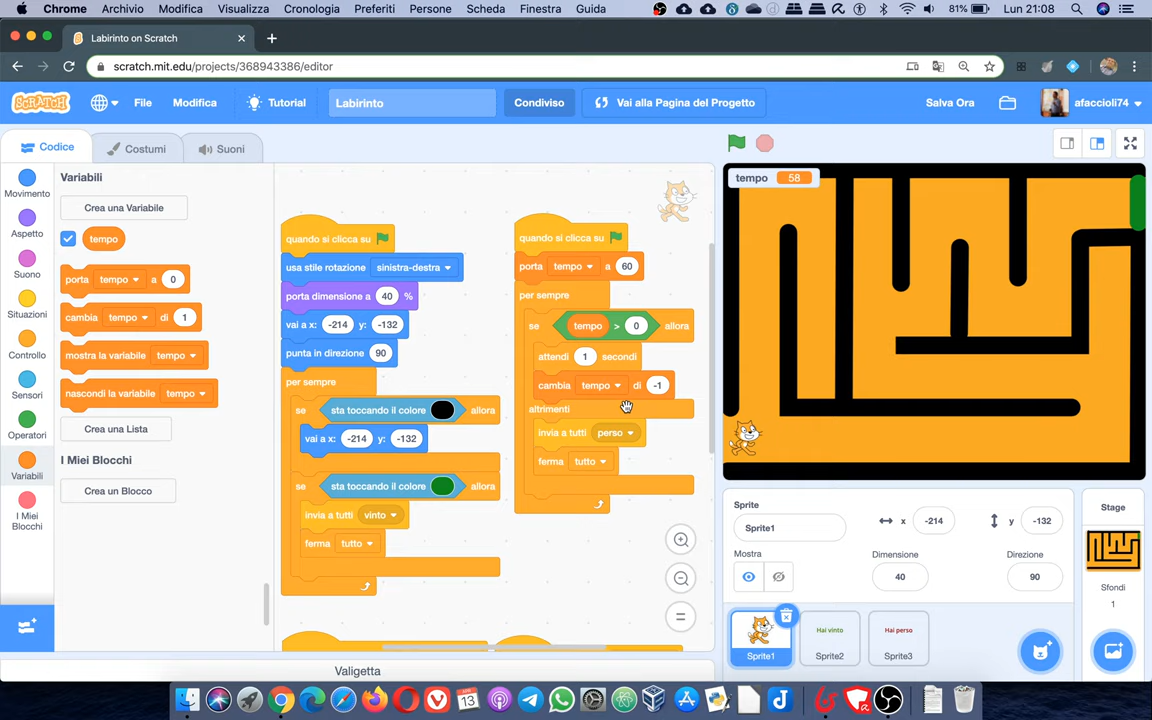 Chrome Archivio Modifica Visualizza Cronologia Preferiti Persone Scheda Finestra Guida 81% Lun 21:08
Labirinto on Scratch
scratch.mit.edu/projects/368943386/editor
SCRATCH File Modifica Tutorial Labirinto Condiviso Vai alla Pagina del Progetto Salva Ora afaccioli74
Codice Costumi Suoni
Movimento
Aspetto
Suono
Situazioni
Controllo
Sensori
Operatori
Variabili
I Miei
Blocchi
Variabili
Crea una Variabile
tempo
porta tempo a 0
cambia tempo di 1
mostra la variabile tempo
nascondi la variabile tempo
Crea una Lista
I Miei Blocchi
Crea un Blocco
quando si clicca su
usa stile rotazione sinistra-destra
porta dimensione a 40 %
vai a x: -214 y: -132
punta in direzione 90
per sempre
se sta toccando il colore allora
vai a x: -214 y: -132
se sta toccando il colore allora
invia a tutti vinto
ferma tutto
quando si clicca su
porta tempo a 60
per sempre
se tempo > 0 allora
attendi 1 secondi
cambia tempo di -1
altrimenti
invia a tutti perso
ferma tutto
Valigetta
tempo 58
Sprite
Sprite1
x -214
y -132
Mostra
Dimensione
40
Direzione
90
Sprite1
Hai vinto
Sprite2
Hai perso
Sprite3
Stage
Sfondi
1
APR
13